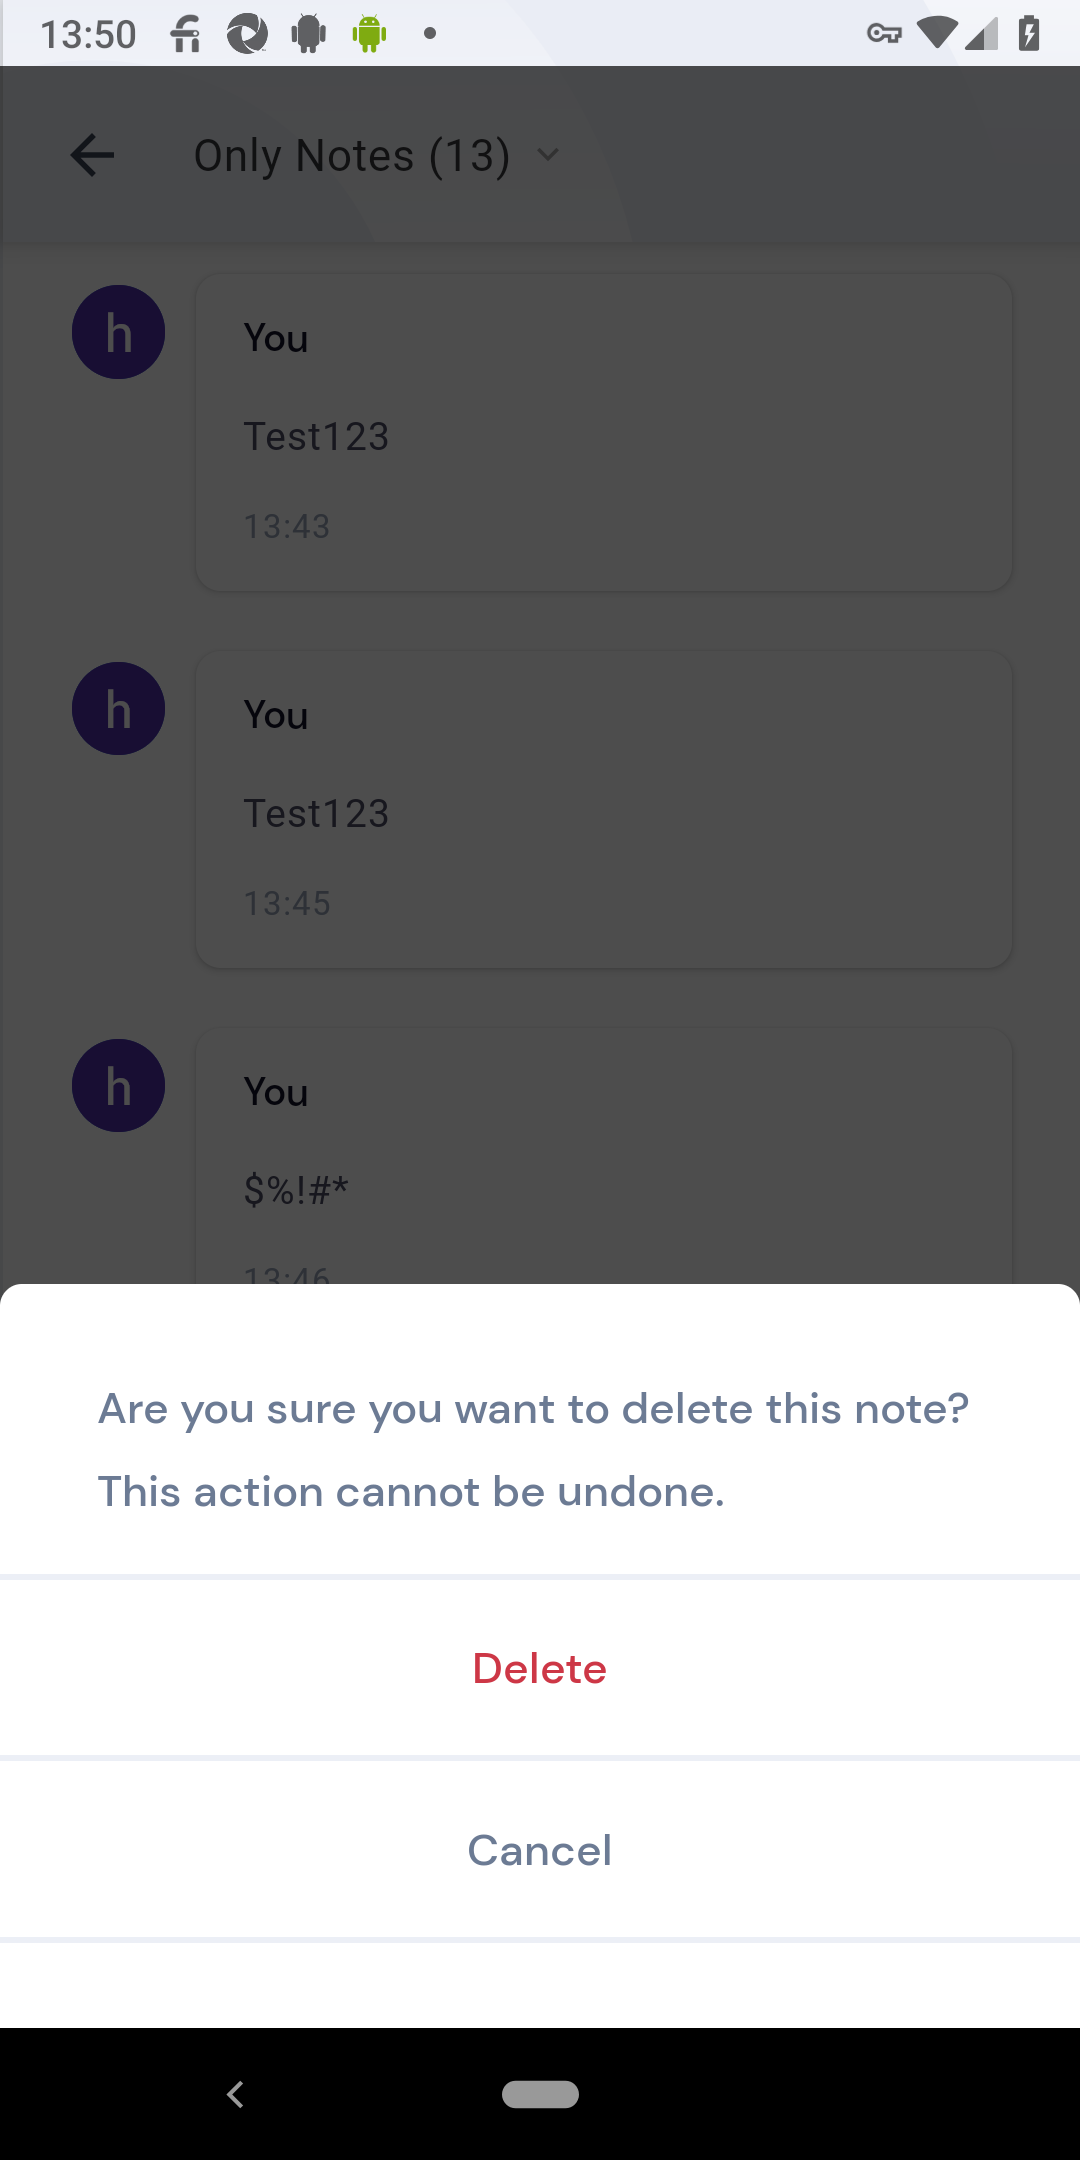 13:50
Only Notes (13)
h
You
Test123
13:43
h
You
Test123
13:45
h
You
$%!#*
13:46
Are you sure you want to delete this note?
This action cannot be undone.
Delete
Cancel